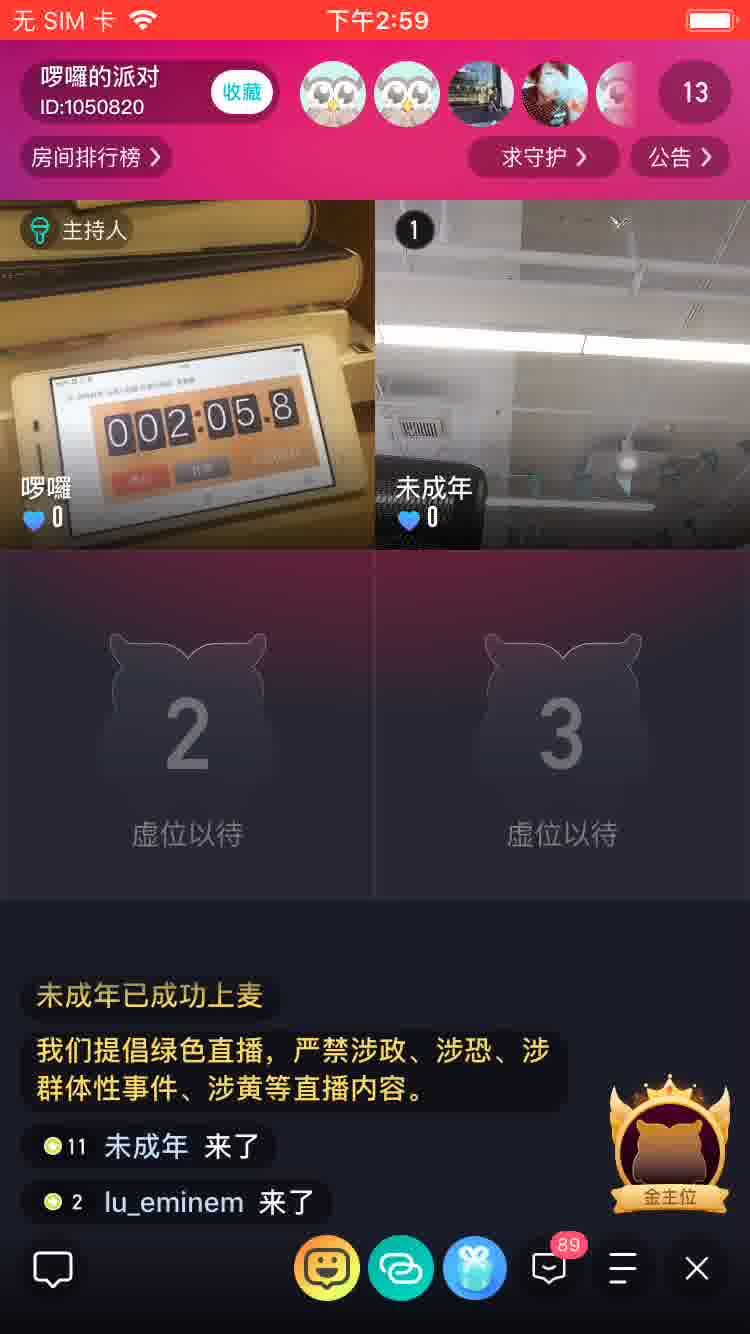 无 SIM 卡
下午2:59
啰囉的派对
ID:1050820
收藏
13
房间排行榜
求守护
公告
主持人
1
002:05.8
啰囉
0
未成年
0
2
虚位以待
3
虚位以待
未成年已成功上麦
我们提倡绿色直播，严禁涉政、涉恐、涉
群体性事件、涉黄等直播内容。
11 未成年 来了
2 lu_eminem 来了
金主位
89